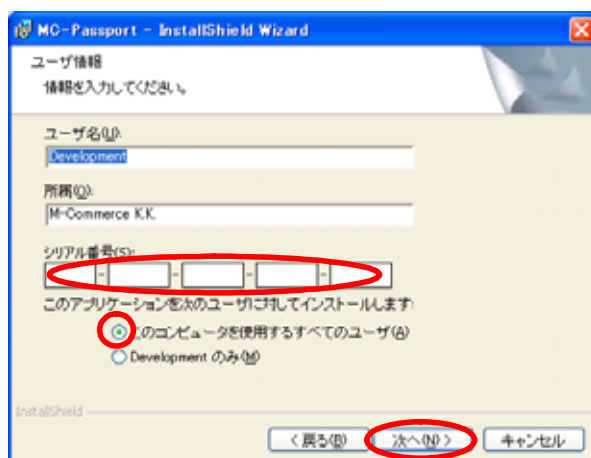 MC-Passport - InstallShield Wizard
ユーザ情報
情報を入力してください。
ユーザ名(U):
Development
所属(O):
M-Commerce K.K.
シリアル番号(S):
- - - -
このアプリケーションを次のユーザに対してインストールします:
このコンピュータを使用するすべてのユーザ(A)
Development のみ(M)
InstallShield
< 戻る(B) 次へ(N) > キャンセル